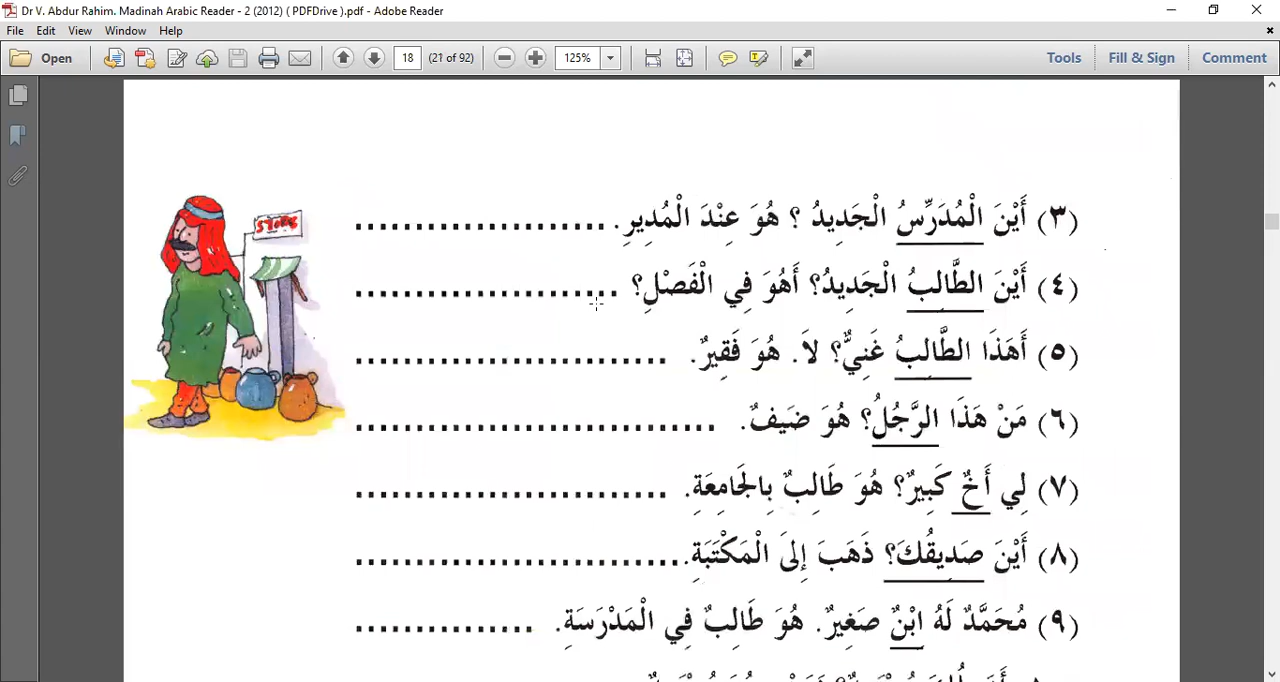 Dr V. Abdur Rahim. Madinah Arabic Reader - 2 (2012) ( PDFDrive ).pdf - Adobe Reader
File Edit View Window Help
Open 18 (21 of 92) 125% Tools Fill & Sign Comment
(٣) أَيْنَ الْمُدَرِّسُ الْجَدِيدُ ؟ هُوَ عِنْدَ الْمُدِيرِ. .....................
(٤) أَيْنَ الطَّالِبُ الْجَدِيدُ؟ أَهُوَ فِي الْفَصْلِ؟ .....................
(٥) أَهَذَا الطَّالِبُ غَنِيٌّ؟ لاَ. هُوَ فَقِيرٌ. .....................
(٦) مَنْ هَذَا الرَّجُلُ؟ هُوَ ضَيفٌ. .....................
(٧) لِي أَخٌ كَبِيرٌ؟ هُوَ طَالِبٌ بِالجَامِعَةِ. .....................
(٨) أَيْنَ صَدِيقُكَ؟ ذَهَبَ إِلىَ الْمَكْتَبَةِ. .....................
(٩) مُحَمَّدٌ لَهُ ابْنٌ صَغِيرٌ. هُوَ طَالِبٌ فِي الْمَدْرَسَةِ. .............